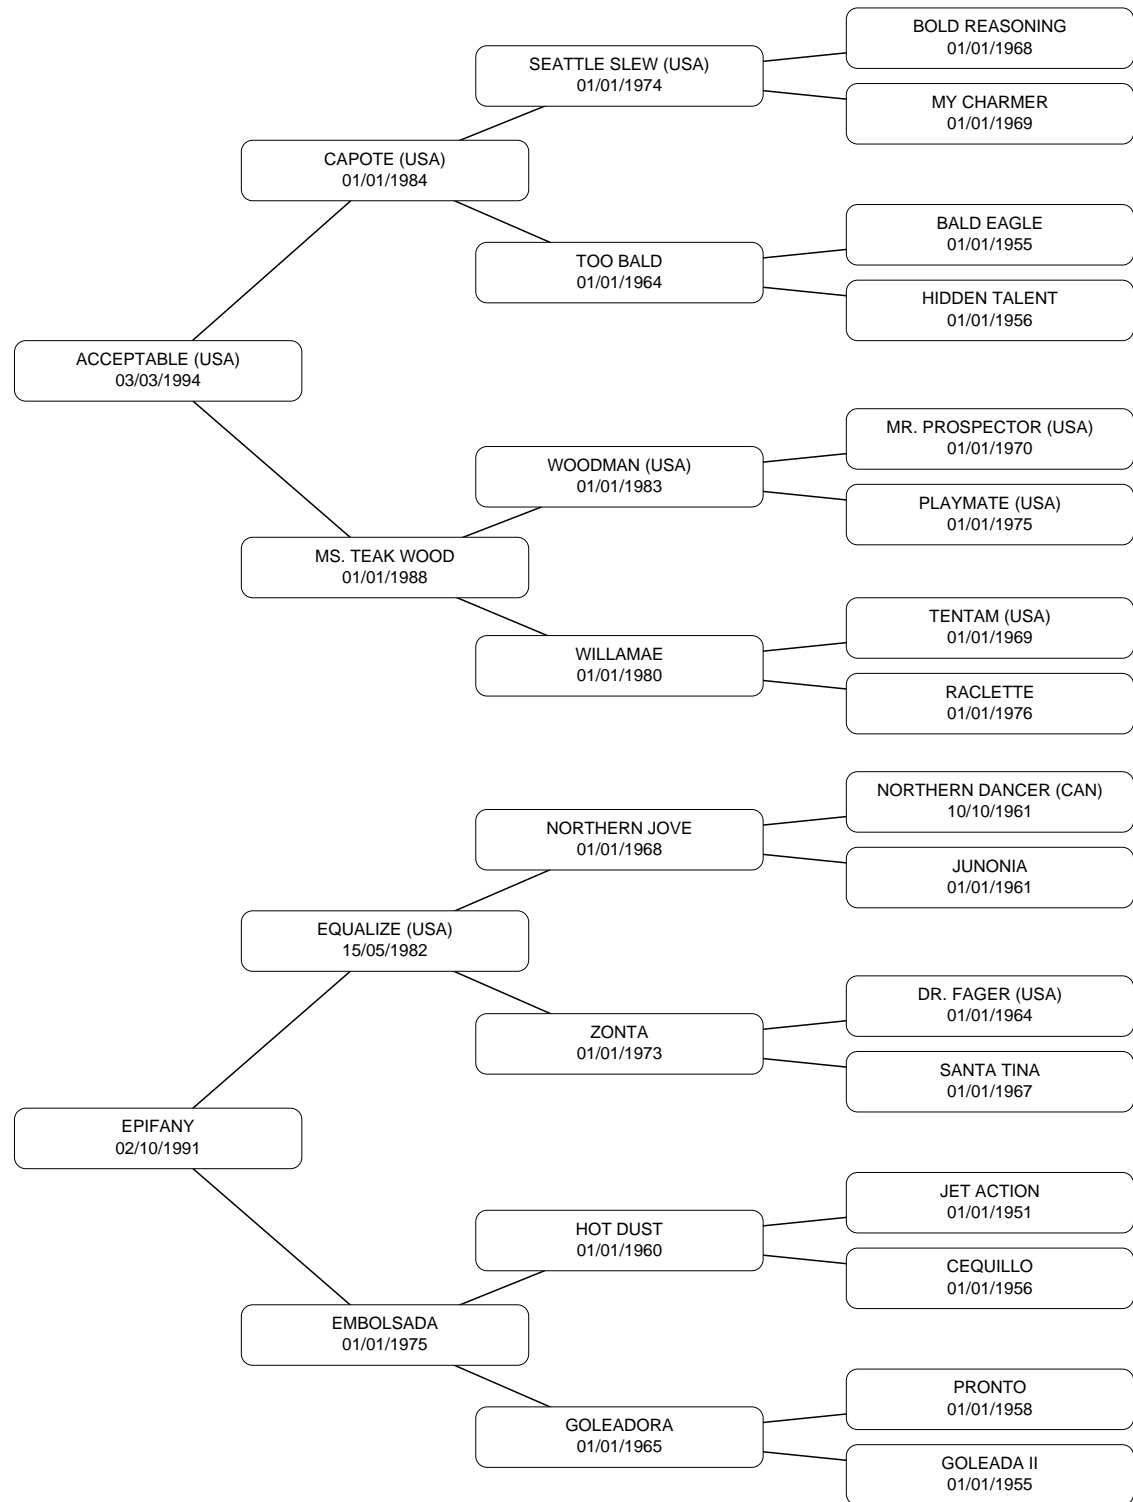 BOLD REASONING
01/01/1968
SEATTLE SLEW (USA)
01/01/1974
MY CHARMER
01/01/1969
CAPOTE (USA)
01/01/1984
BALD EAGLE
01/01/1955
TOO BALD
01/01/1964
HIDDEN TALENT
01/01/1956
ACCEPTABLE (USA)
03/03/1994
MR. PROSPECTOR (USA)
01/01/1970
WOODMAN (USA)
01/01/1983
PLAYMATE (USA)
01/01/1975
MS. TEAK WOOD
01/01/1988
TENTAM (USA)
01/01/1969
WILLAMAE
01/01/1980
RACLETTE
01/01/1976
NORTHERN DANCER (CAN)
10/10/1961
NORTHERN JOVE
01/01/1968
JUNONIA
01/01/1961
EQUALIZE (USA)
15/05/1982
DR. FAGER (USA)
01/01/1964
ZONTA
01/01/1973
SANTA TINA
01/01/1967
EPIFANY
02/10/1991
JET ACTION
01/01/1951
HOT DUST
01/01/1960
CEQUILLO
01/01/1956
EMBOLSADA
01/01/1975
PRONTO
01/01/1958
GOLEADORA
01/01/1965
GOLEADA II
01/01/1955